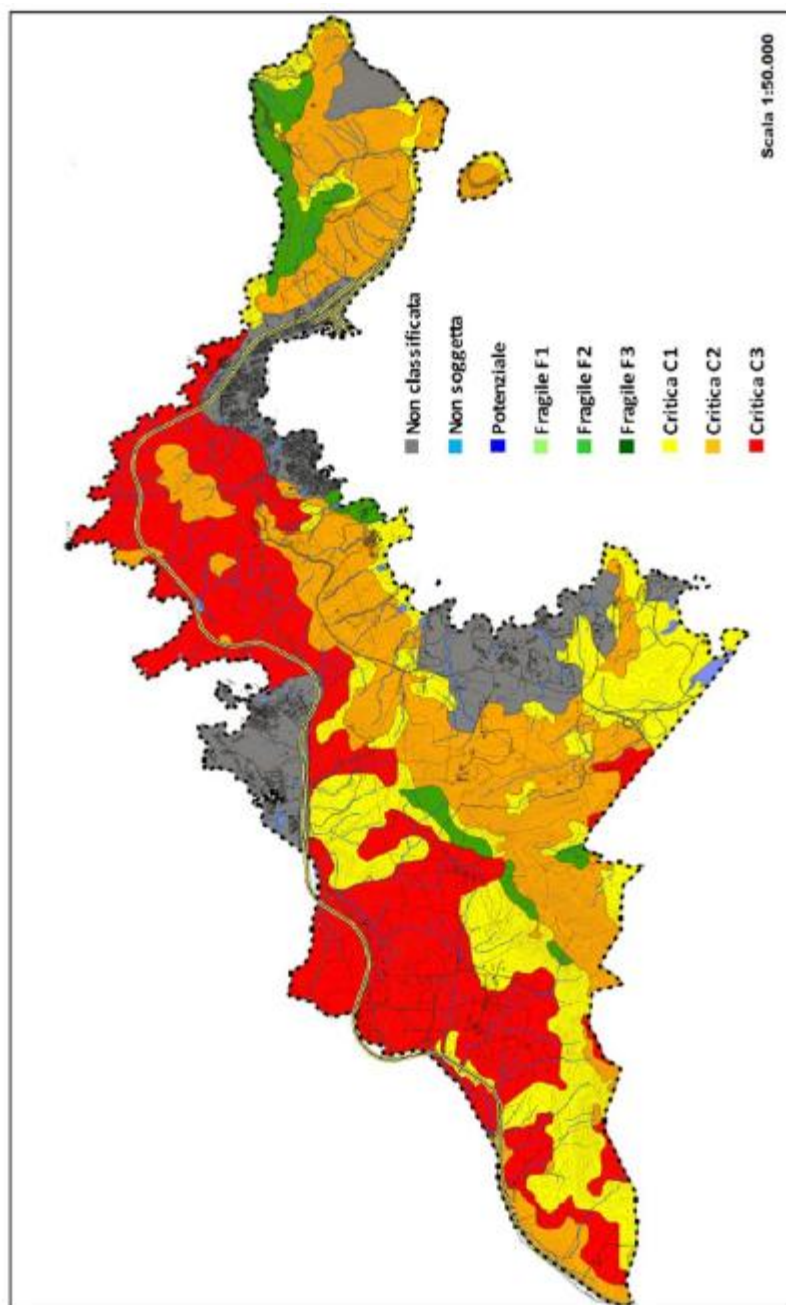 Non classificata
Non soggetta
Potenziale
Fragile F1
Fragile F2
Fragile F3
Critica C1
Critica C2
Critica C3
Scala 1:50.000